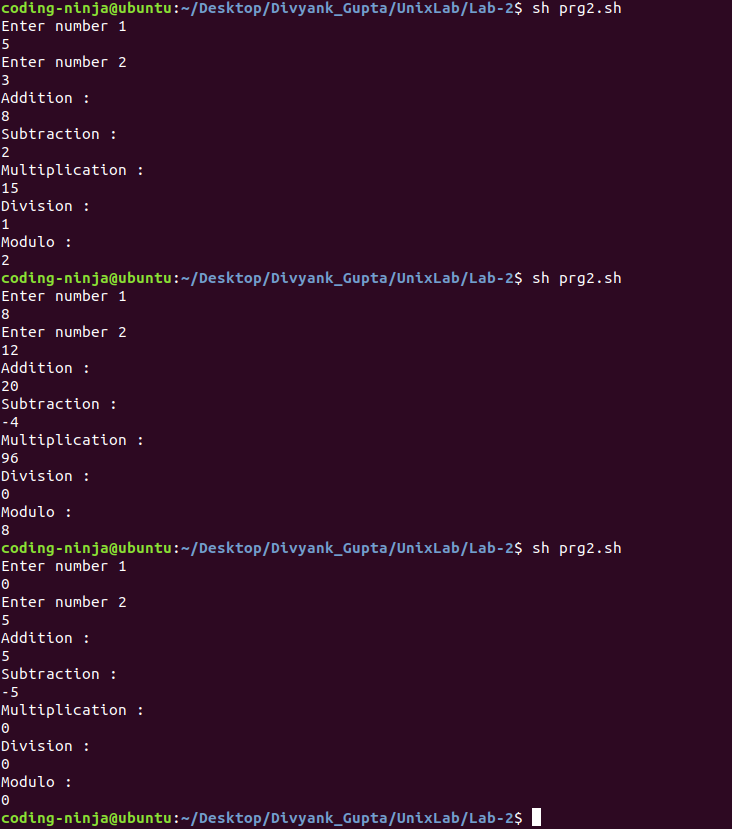 coding-ninja@ubuntu:~/Desktop/Divyank_Gupta/UnixLab/Lab-2$ sh prg2.sh
Enter number 1
5
Enter number 2
3
Addition :
8
Subtraction :
2
Multiplication :
15
Division :
1
Modulo :
2
coding-ninja@ubuntu:~/Desktop/Divyank_Gupta/UnixLab/Lab-2$ sh prg2.sh
Enter number 1
8
Enter number 2
12
Addition :
20
Subtraction :
-4
Multiplication :
96
Division :
0
Modulo :
8
coding-ninja@ubuntu:~/Desktop/Divyank_Gupta/UnixLab/Lab-2$ sh prg2.sh
Enter number 1
0
Enter number 2
5
Addition :
5
Subtraction :
-5
Multiplication :
0
Division :
0
Modulo :
0
coding-ninja@ubuntu:~/Desktop/Divyank_Gupta/UnixLab/Lab-2$